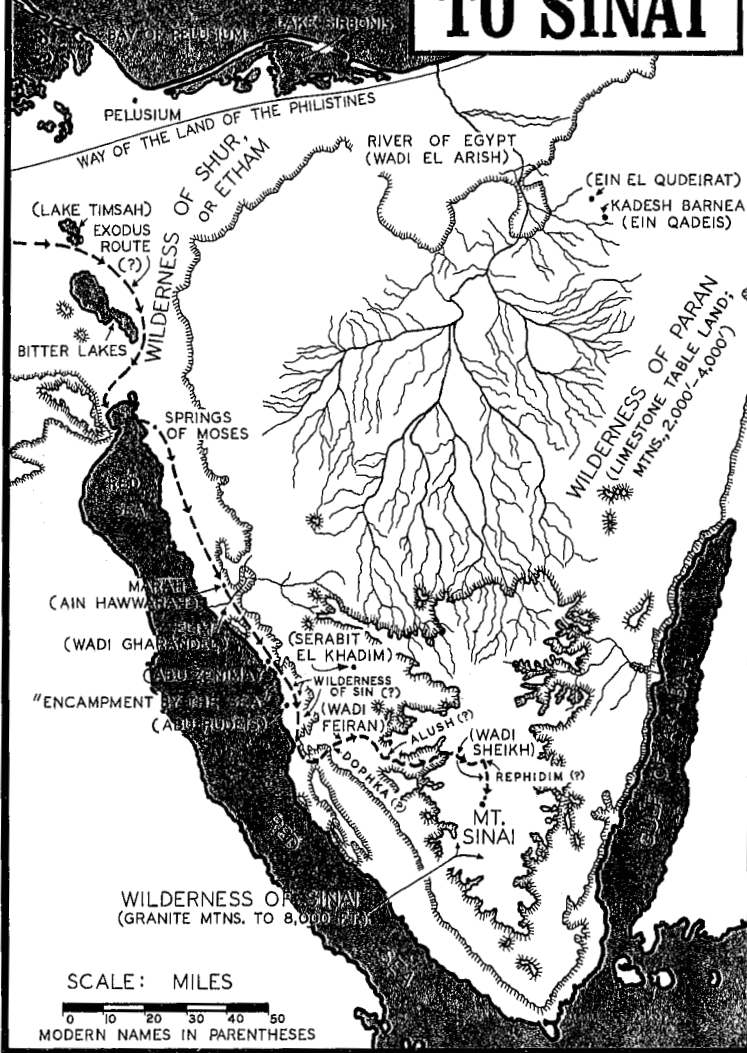 TO SINAI
LAKE SIRBONIS
BAY OF PELUSIUM
PELUSIUM
WAY OF THE LAND OF THE PHILISTINES
RIVER OF EGYPT
(WADI EL ARISH)
(EIN EL QUDEIRAT)
KADESH BARNEA
(EIN QADEIS)
WILDERNESS OF SHUR,
OR ETHAM
(LAKE TIMSAH)
EXODUS
ROUTE
(?)
BITTER LAKES
WILDERNESS OF PARAN
(LIMESTONE TABLE LAND;
MTNS., 2,000'-4,000')
SPRINGS
OF MOSES
RED
SEA
MARAH
(AIN HAWWARAH)
(WADI GHARANDEL)
(SERABIT
EL KHADIM)
(ABU ZENIMA)
WILDERNESS
OF SIN (?)
"ENCAMPMENT BY THE SEA"
(ABU RUDEIS)
(WADI
FEIRAN)
ALUSH (?)
(WADI
SHEIKH)
DOPHKA (?)
REPHIDIM (?)
MT.
SINAI
WILDERNESS OF SINAI
(GRANITE MTNS. TO 8,000 FT.)
SCALE: MILES
0 10 20 30 40 50
MODERN NAMES IN PARENTHESES